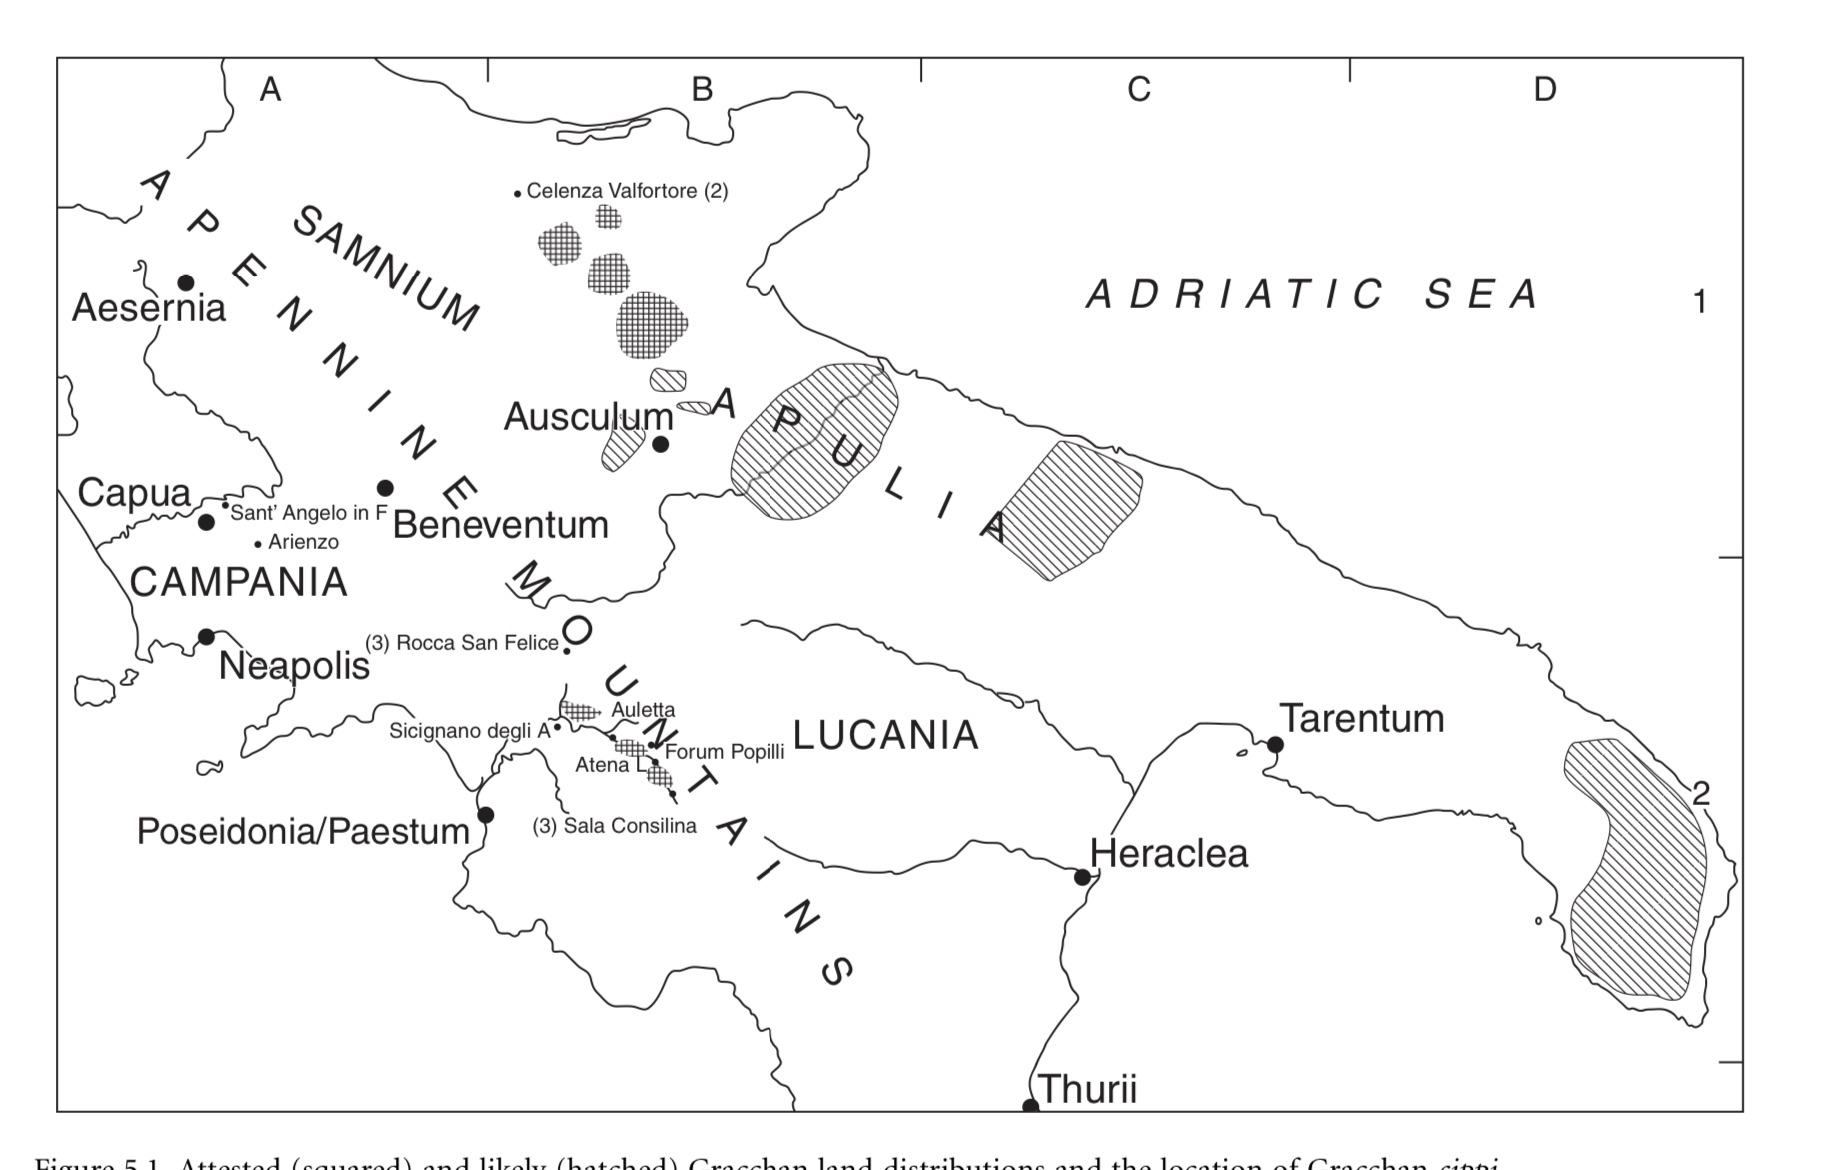 A B C D
Celenza Valfortore (2)
APENNINE MOUNTAINS
SAMNIUM
ADRIATIC SEA
1
Aesernia
Ausculum
APULIA
Capua
Sant' Angelo in F
Beneventum
Arienzo
CAMPANIA
(3) Rocca San Felice
Neapolis
Auletta
Sicignano degli A
LUCANIA
Tarentum
Forum Popilli
Atena L
2
Poseidonia/Paestum
(3) Sala Consilina
Heraclea
Thurii
Figure 5.1 Attested (squared) and likely (hatched) Gracchan land distributions and the location of Gracchan cippi